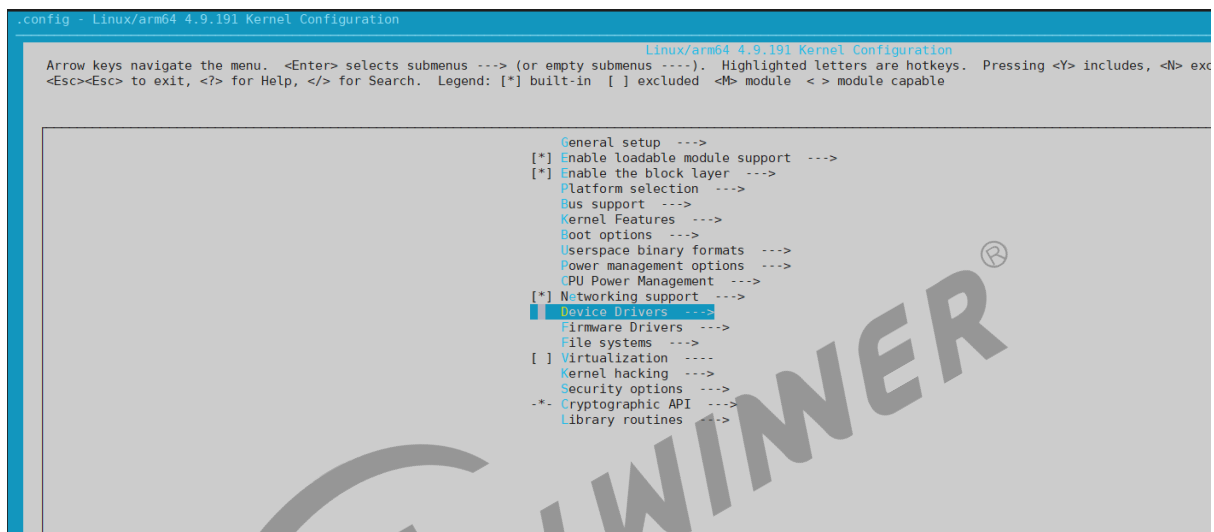 .config - Linux/arm64 4.9.191 Kernel Configuration
Linux/arm64 4.9.191 Kernel Configuration
Arrow keys navigate the menu.  <Enter> selects submenus ---> (or empty submenus ----).  Highlighted letters are hotkeys.  Pressing <Y> includes, <N> exc
<Esc><Esc> to exit, <?> for Help, </> for Search.  Legend: [*] built-in  [ ] excluded  <M> module  < > module capable
General setup  --->
[*] Enable loadable module support  --->
[*] Enable the block layer  --->
Platform selection  --->
Bus support  --->
Kernel Features  --->
Boot options  --->
Userspace binary formats  --->
Power management options  --->
CPU Power Management  --->
[*] Networking support  --->
Device Drivers  --->
Firmware Drivers  --->
File systems  --->
[ ] Virtualization  ----
Kernel hacking  --->
Security options  --->
-*- Cryptographic API  --->
Library routines  --->